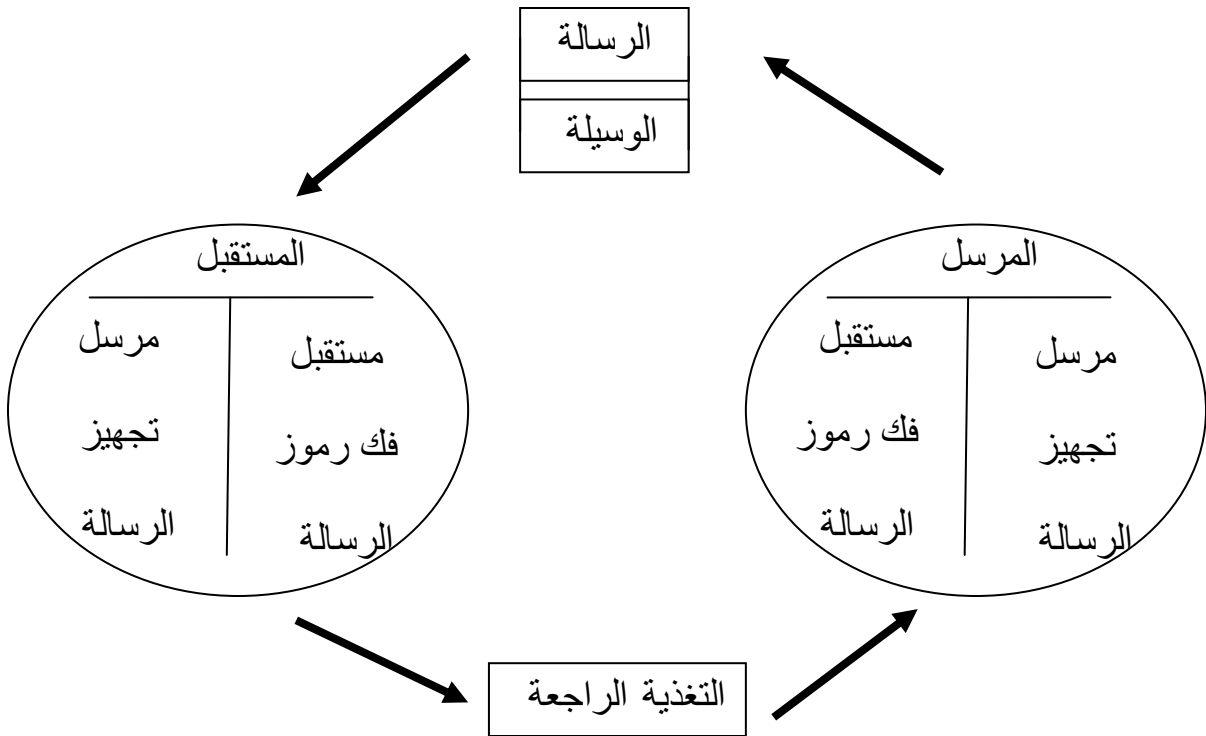 الرسالة
الوسيلة
المرسل
مرسل
مستقبل
تجهيز
فك رموز
الرسالة
الرسالة
المستقبل
مستقبل
مرسل
فك رموز
تجهيز
الرسالة
الرسالة
التغذية الراجعة